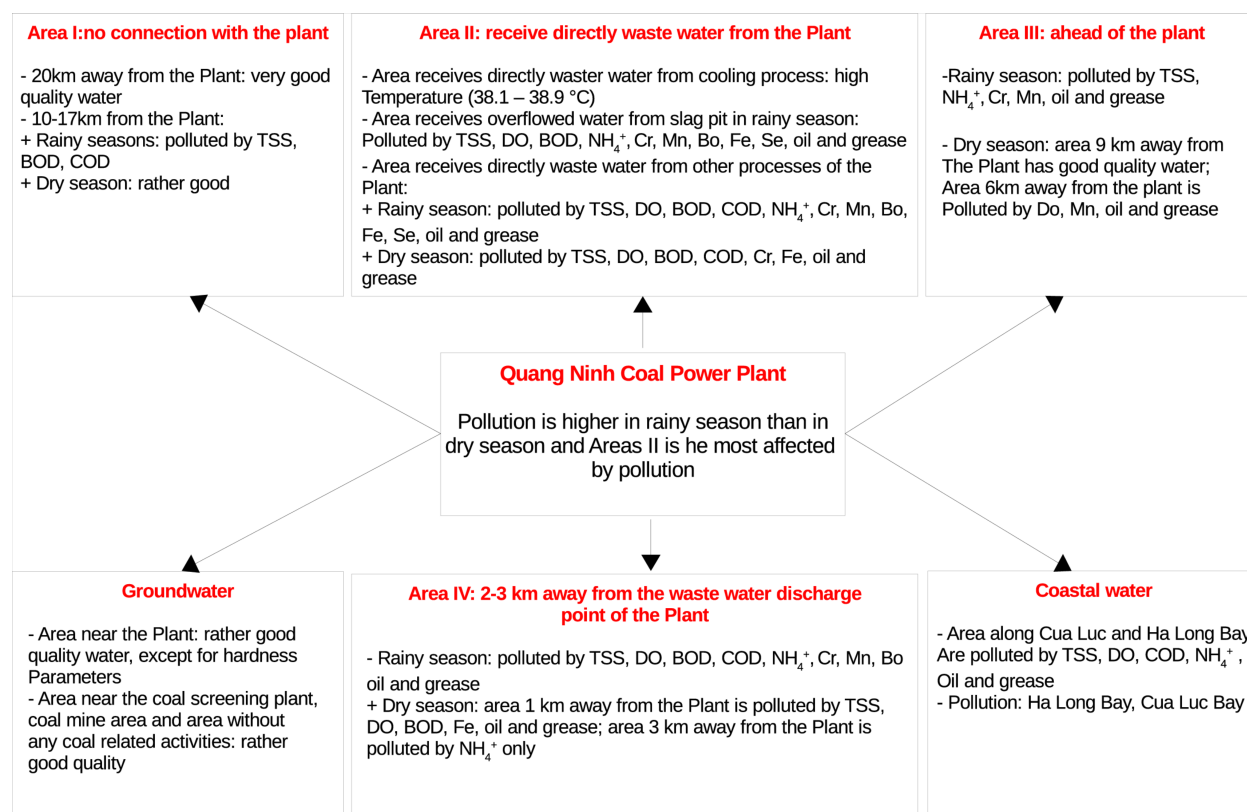 Area I:no connection with the plant
- 20km away from the Plant: very good
quality water
- 10-17km from the Plant:
+ Rainy seasons: polluted by TSS,
BOD, COD
+ Dry season: rather good
Area II: receive directly waste water from the Plant
- Area receives directly waster water from cooling process: high
Temperature (38.1 – 38.9 °C)
- Area receives overflowed water from slag pit in rainy season:
Polluted by TSS, DO, BOD, NH₄⁺, Cr, Mn, Bo, Fe, Se, oil and grease
- Area receives directly waste water from other processes of the
Plant:
+ Rainy season: polluted by TSS, DO, BOD, COD, NH₄⁺, Cr, Mn, Bo,
Fe, Se, oil and grease
+ Dry season: polluted by TSS, DO, BOD, COD, Cr, Fe, oil and
grease
Area III: ahead of the plant
-Rainy season: polluted by TSS,
NH₄⁺, Cr, Mn, oil and grease
- Dry season: area 9 km away from
The Plant has good quality water;
Area 6km away from the plant is
Polluted by Do, Mn, oil and grease
Quang Ninh Coal Power Plant
Pollution is higher in rainy season than in
dry season and Areas II is he most affected
by pollution
Groundwater
- Area near the Plant: rather good
quality water, except for hardness
Parameters
- Area near the coal screening plant,
coal mine area and area without
any coal related activities: rather
good quality
Area IV: 2-3 km away from the waste water discharge
point of the Plant
- Rainy season: polluted by TSS, DO, BOD, COD, NH₄⁺, Cr, Mn, Bo
oil and grease
+ Dry season: area 1 km away from the Plant is polluted by TSS,
DO, BOD, Fe, oil and grease; area 3 km away from the Plant is
polluted by NH₄⁺ only
Coastal water
- Area along Cua Luc and Ha Long Bay
Are polluted by TSS, DO, COD, NH₄⁺ ,
Oil and grease
- Pollution: Ha Long Bay, Cua Luc Bay